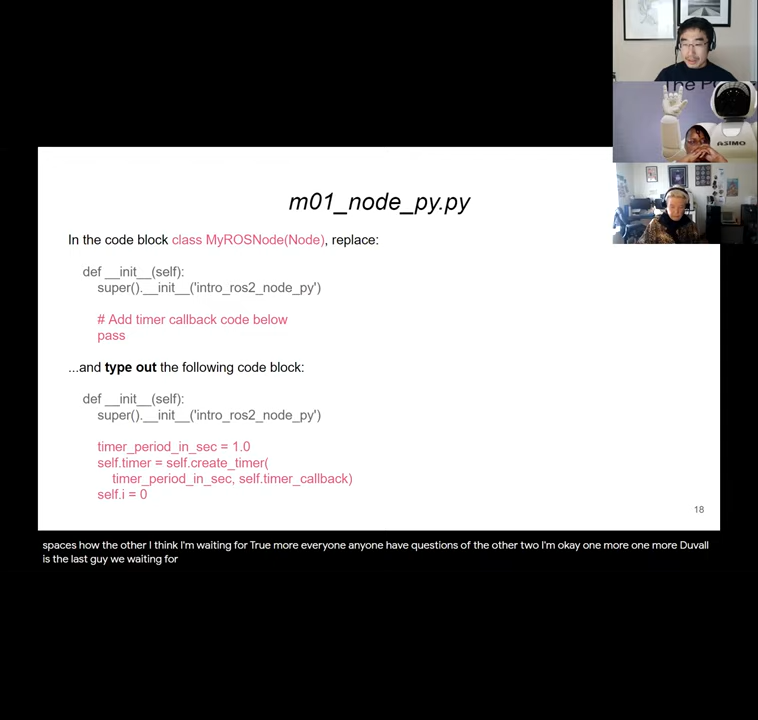 The P
ASIMO
m01_node_py.py
In the code block class MyROSNode(Node), replace:
def __init__(self):
super().__init__('intro_ros2_node_py')
# Add timer callback code below
pass
...and type out the following code block:
def __init__(self):
super().__init__('intro_ros2_node_py')
timer_period_in_sec = 1.0
self.timer = self.create_timer(
timer_period_in_sec, self.timer_callback)
self.i = 0
18
spaces how the other I think I'm waiting for True more everyone anyone have questions of the other two I'm okay one more one more Duvall
is the last guy we waiting for